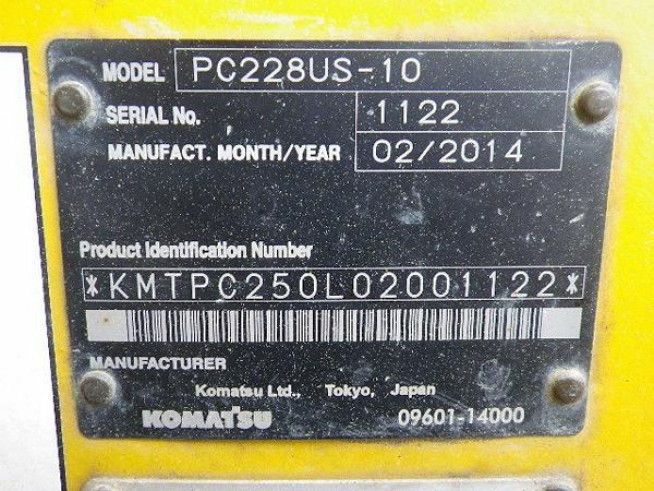 MODEL PC228US-10
SERIAL No. 1122
MANUFACT. MONTH/YEAR 02/2014
Product Identification Number
*KMTPC250L02001122*
MANUFACTURER
Komatsu Ltd., Tokyo, Japan
KOMATSU 09601-14000